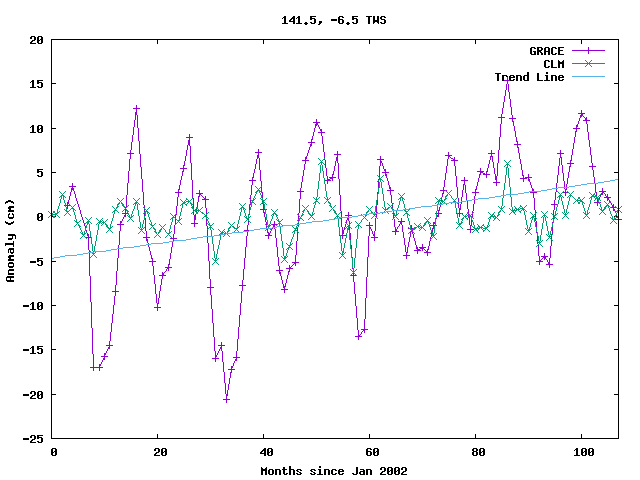 141.5, -6.5 TWS
GRACE
CLM
Trend Line
20
15
10
5
0
-5
-10
-15
-20
-25
Anomaly (cm)
0 20 40 60 80 100
Months since Jan 2002